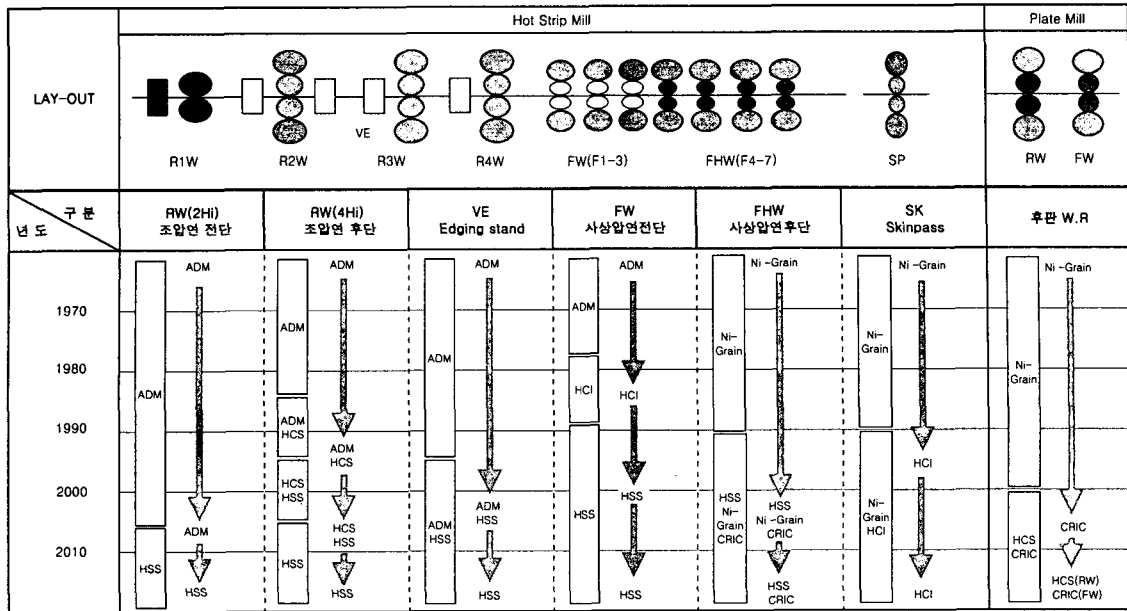 Hot Strip Mill
Plate Mill
LAY-OUT
VE
R1W
R2W
R3W
R4W
FW(F1-3)
FHW(F4-7)
SP
RW
FW
구 분
년 도
RW(2Hi)
조압연 전단
RW(4Hi)
조압연 후단
VE
Edging stand
FW
사상압연전단
FHW
사상압연후단
SK
Skinpass
후판 W.R
1970
1980
1990
2000
2010
ADM
HSS
ADM
ADM
HSS
ADM
ADM
HCS
HCS
HSS
HSS
ADM
ADM
HCS
HCS
HSS
HSS
ADM
ADM
HSS
ADM
ADM
HSS
HSS
ADM
HCI
HSS
ADM
HCI
HSS
HSS
Ni-
Grain
HSS
Ni-
Grain
CRIC
Ni -Grain
HSS
Ni -Grain
CRIC
HSS
CRIC
Ni-
Grain
Ni-
Grain
HCI
Ni -Grain
HCI
HCI
Ni-
Grain
HCS
CRIC
Ni -Grain
CRIC
HCS(RW)
CRIC(FW)